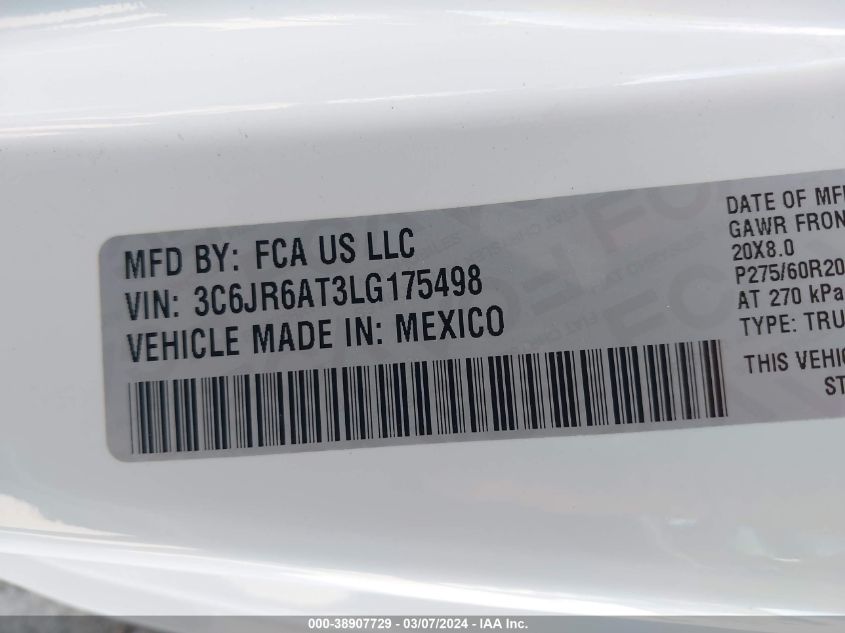 MFD BY: FCA US LLC
VIN: 3C6JR6AT3LG175498
VEHICLE MADE IN: MEXICO
DATE OF MF
GAWR FRON
20X8.0
P275/60R20
AT 270 kPa
TYPE: TRU
THIS VEHIC
ST
000-38907729 - 03/07/2024 - IAA Inc.